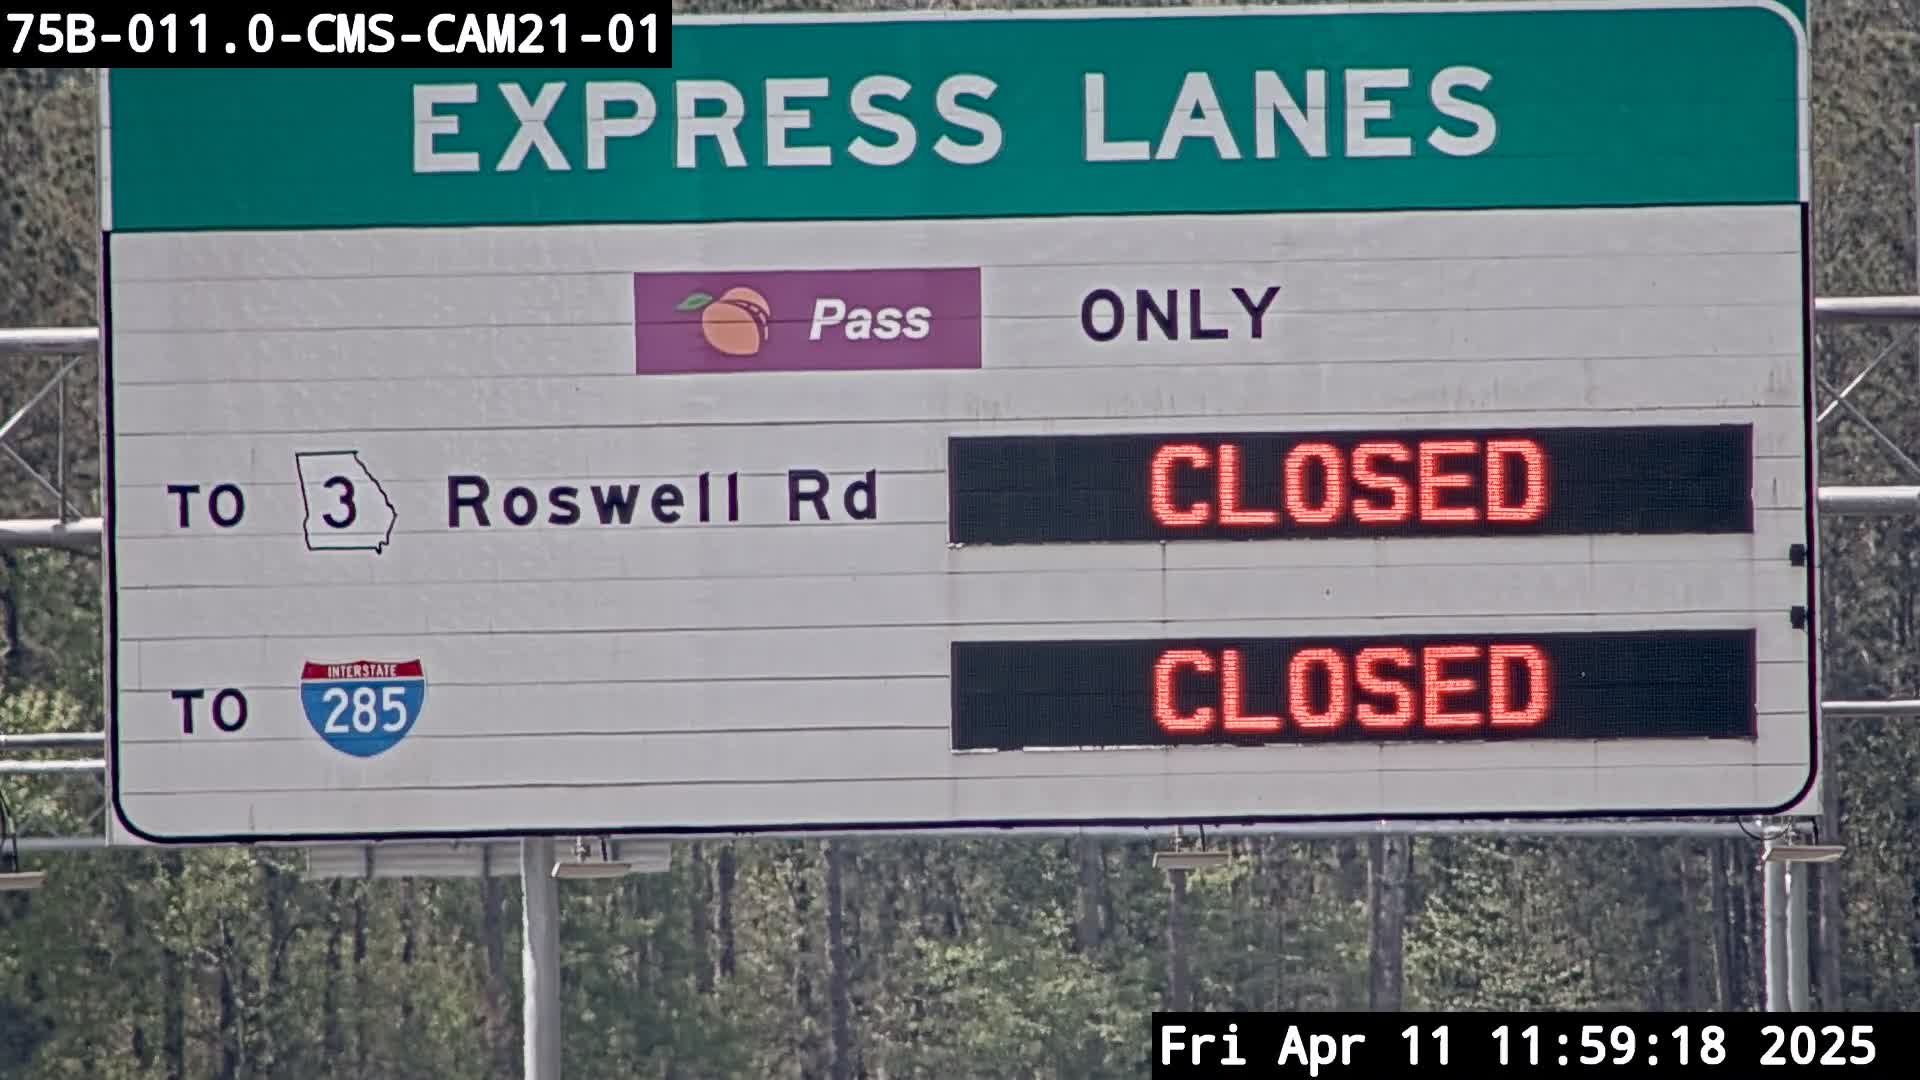 75B-011.0-CMS-CAM21-01
EXPRESS LANES
Pass ONLY
TO 3 Roswell Rd CLOSED
INTERSTATE
TO 285 CLOSED
Fri Apr 11 11:59:18 2025